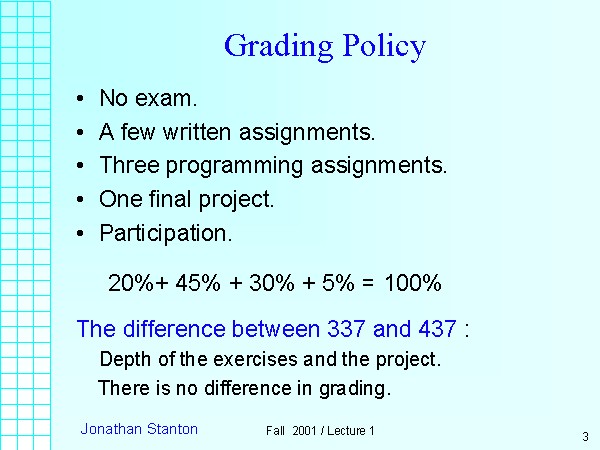 Grading Policy
• No exam.
• A few written assignments.
• Three programming assignments.
• One final project.
• Participation.
20%+ 45% + 30% + 5% = 100%
The difference between 337 and 437 :
Depth of the exercises and the project.
There is no difference in grading.
Jonathan Stanton
Fall 2001 / Lecture 1
3